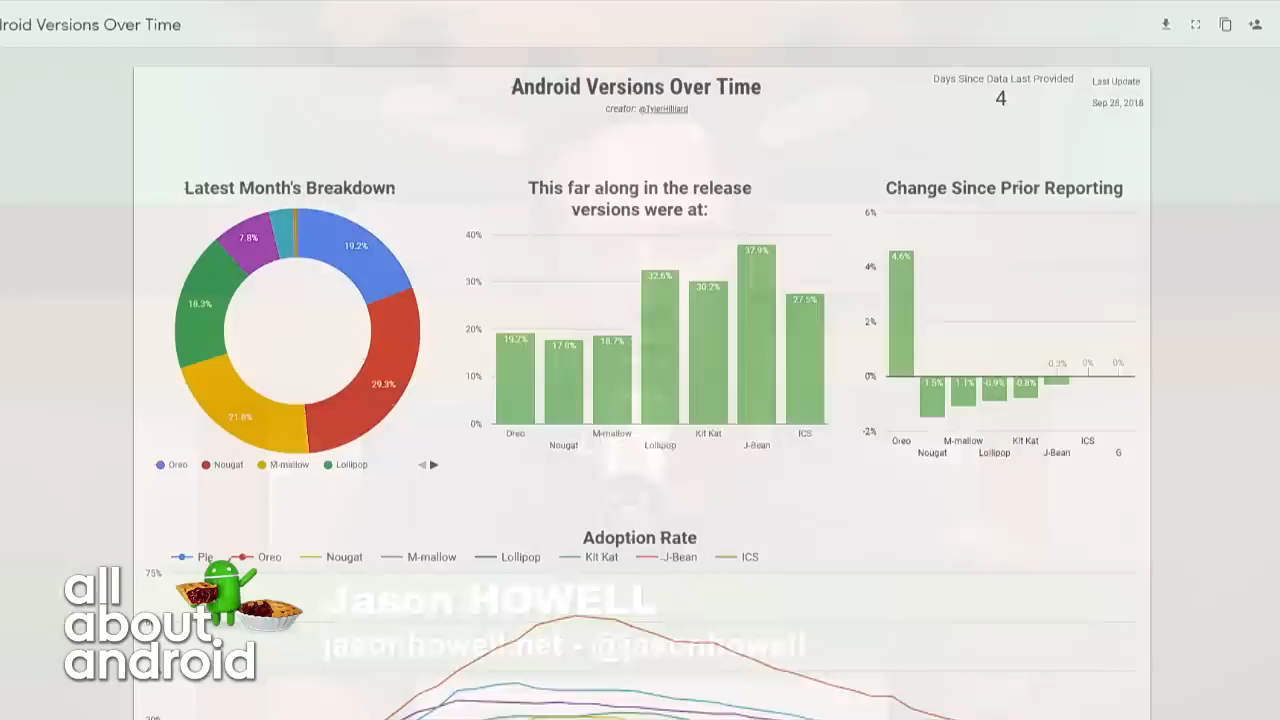 droid Versions Over Time
Android Versions Over Time
creator: @TylerHilliard
Days Since Data Last Provided
4
Last Update
Sep 28, 2018
Latest Month's Breakdown
19.2%
29.3%
21.6%
18.3%
7.8%
Oreo
Nougat
M-mallow
Lollipop
This far along in the release
versions were at:
40%
30%
20%
10%
0%
19.2%
17.8%
18.7%
32.6%
30.2%
37.9%
27.5%
Oreo
Nougat
M-mallow
Lollipop
Kit Kat
J-Bean
ICS
Change Since Prior Reporting
6%
4%
2%
0%
-2%
4.6%
1.5%
1.1%
-0.9%
0.8%
0.3%
0%
0%
Oreo
Nougat
M-mallow
Lollipop
Kit Kat
J-Bean
ICS
G
Adoption Rate
Pie
Oreo
Nougat
M-mallow
Lollipop
Kit Kat
J-Bean
ICS
75%
all
about
android
Jason HOWELL
jasonhowell.net - @jasonhowell